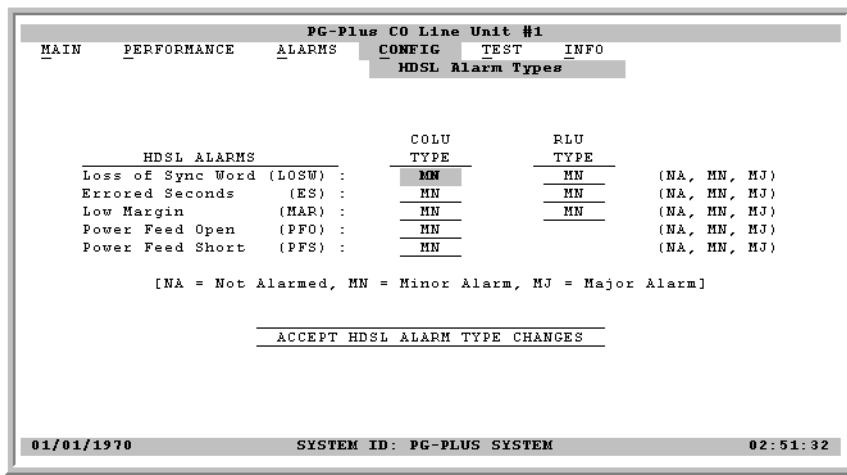 PG-Plus CO Line Unit #1
MAIN PERFORMANCE ALARMS CONFIG TEST INFO
HDSL Alarm Types
COLU RLU
HDSL ALARMS TYPE TYPE
Loss of Sync Word (LOSW) : MN MN (NA, MN, MJ)
Errored Seconds (ES) : MN MN (NA, MN, MJ)
Low Margin (MAR) : MN MN (NA, MN, MJ)
Power Feed Open (PFO) : MN (NA, MN, MJ)
Power Feed Short (PFS) : MN (NA, MN, MJ)
[NA = Not Alarmed, MN = Minor Alarm, MJ = Major Alarm]
ACCEPT HDSL ALARM TYPE CHANGES
01/01/1970 SYSTEM ID: PG-PLUS SYSTEM 02:51:32